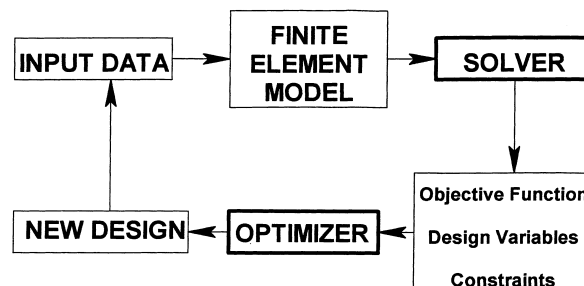 INPUT DATA
FINITE
ELEMENT
MODEL
SOLVER
Objective Function
Design Variables
Constraints
OPTIMIZER
NEW DESIGN